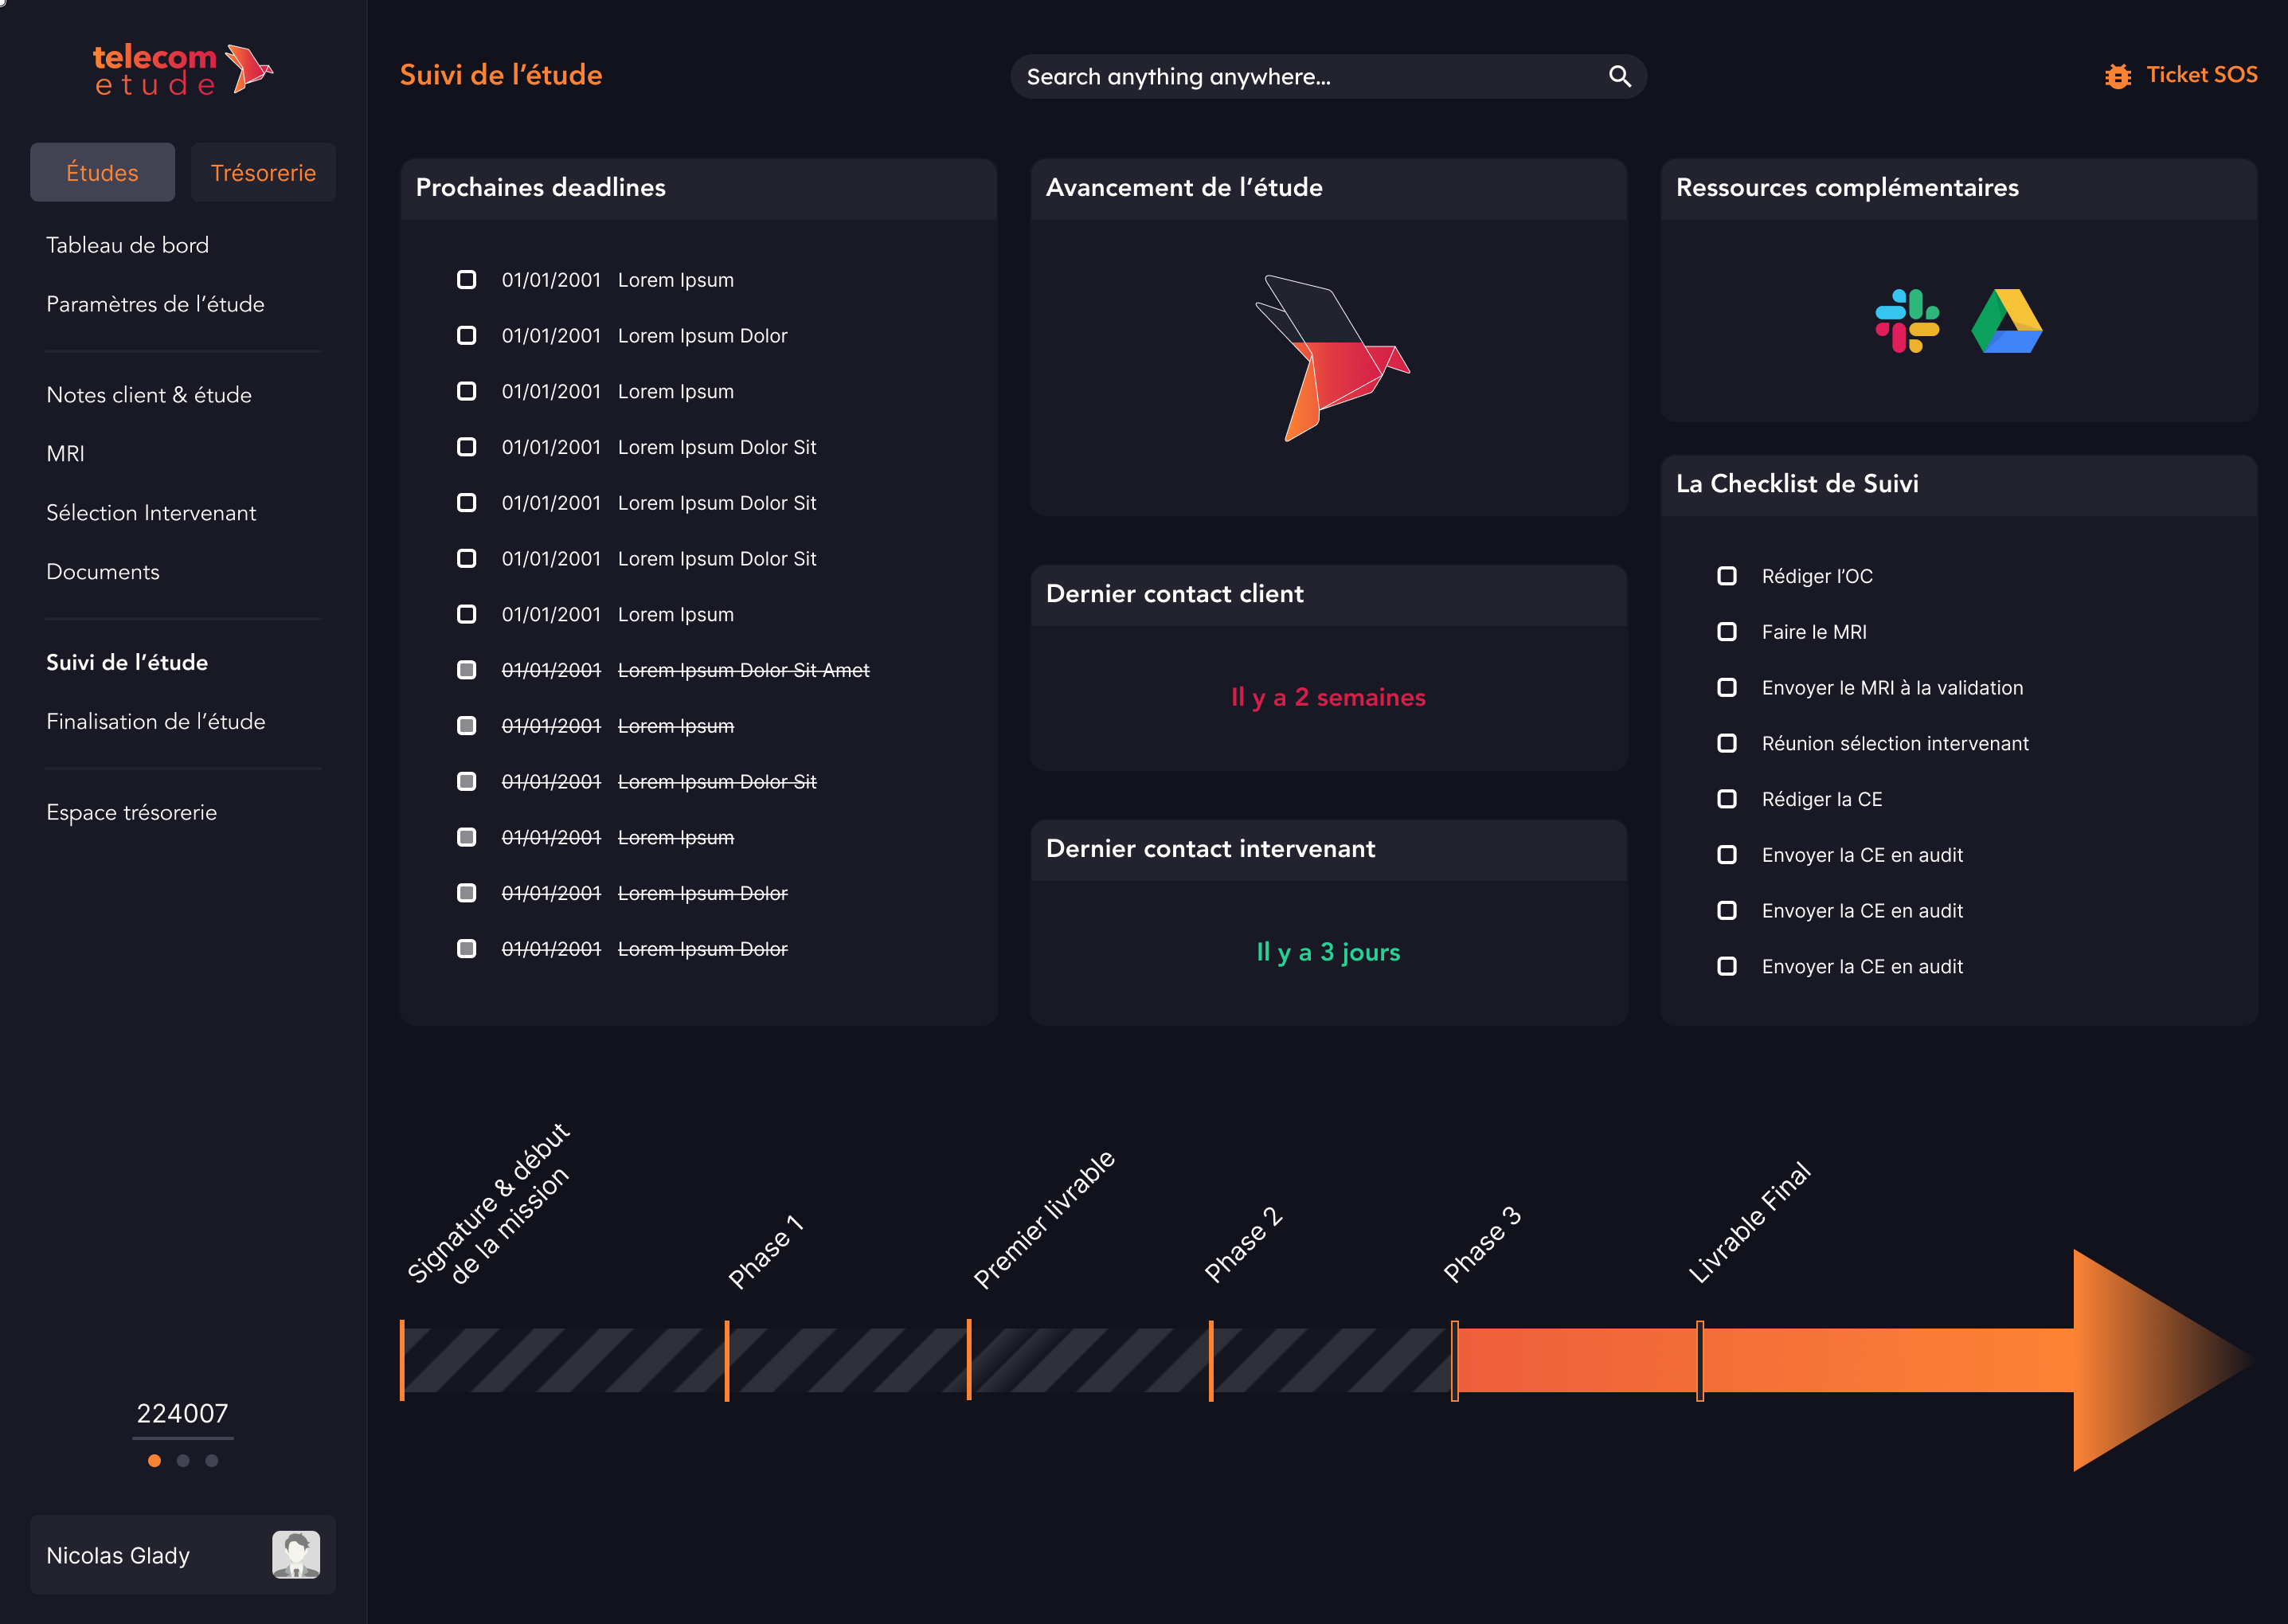 telecom
etude
Études
Trésorerie
Tableau de bord
Paramètres de l’étude
Notes client & étude
MRI
Sélection Intervenant
Documents
Suivi de l’étude
Finalisation de l’étude
Espace trésorerie
224007
Nicolas Glady
Suivi de l’étude
Search anything anywhere...
Ticket SOS
Prochaines deadlines
01/01/2001 Lorem Ipsum
01/01/2001 Lorem Ipsum Dolor
01/01/2001 Lorem Ipsum
01/01/2001 Lorem Ipsum Dolor Sit
01/01/2001 Lorem Ipsum Dolor Sit
01/01/2001 Lorem Ipsum Dolor Sit
01/01/2001 Lorem Ipsum
01/01/2001 Lorem Ipsum Dolor Sit Amet
01/01/2001 Lorem Ipsum
01/01/2001 Lorem Ipsum Dolor Sit
01/01/2001 Lorem Ipsum
01/01/2001 Lorem Ipsum Dolor
01/01/2001 Lorem Ipsum Dolor
Avancement de l’étude
Dernier contact client
Il y a 2 semaines
Dernier contact intervenant
Il y a 3 jours
Ressources complémentaires
La Checklist de Suivi
Rédiger l’OC
Faire le MRI
Envoyer le MRI à la validation
Réunion sélection intervenant
Rédiger la CE
Envoyer la CE en audit
Envoyer la CE en audit
Envoyer la CE en audit
Signature & début
de la mission
Phase 1
Premier livrable
Phase 2
Phase 3
Livrable Final